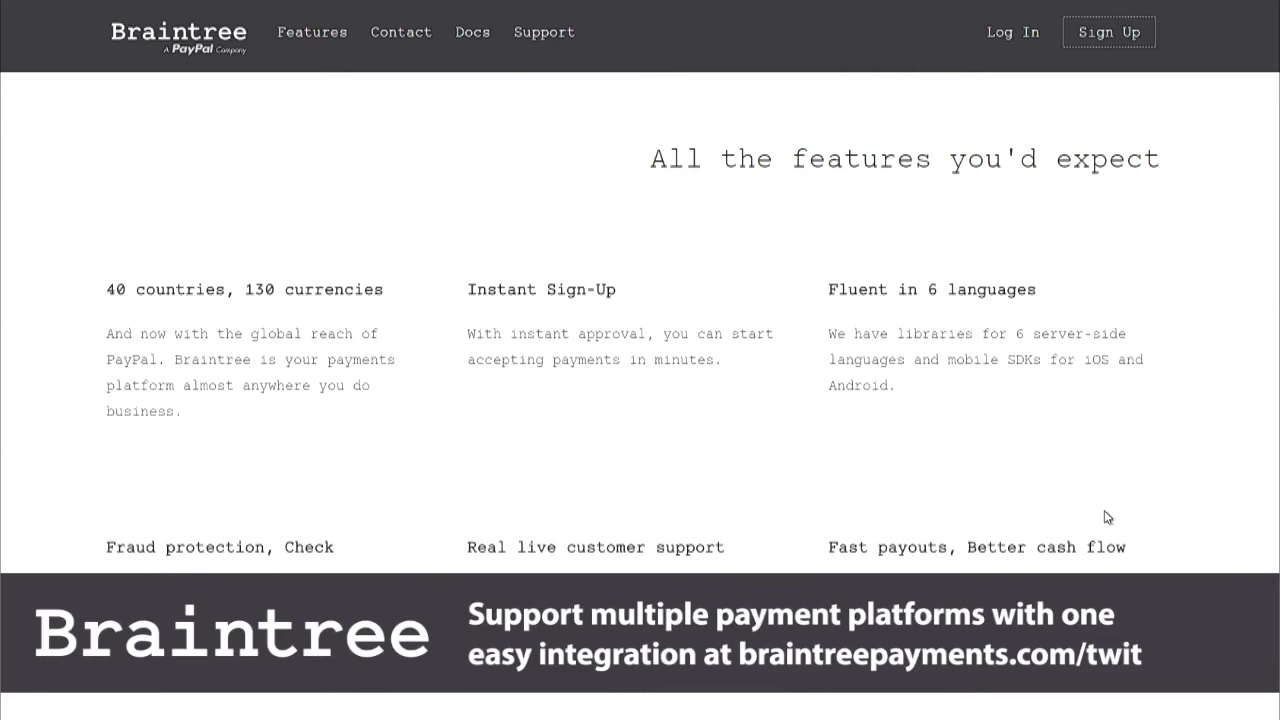 Braintree Features Contact Docs Support Log In Sign Up
A PayPal Company
All the features you'd expect
40 countries, 130 currencies
And now with the global reach of
PayPal. Braintree is your payments
platform almost anywhere you do
business.
Instant Sign-Up
With instant approval, you can start
accepting payments in minutes.
Fluent in 6 languages
We have libraries for 6 server-side
languages and mobile SDKs for iOS and
Android.
Fraud protection, Check
Real live customer support
Fast payouts, Better cash flow
Braintree
Support multiple payment platforms with one
easy integration at braintreepayments.com/twit